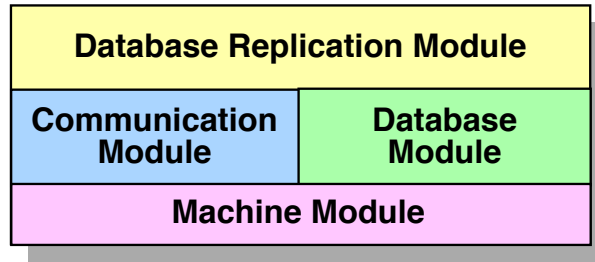 Database Replication Module
Communication
Module
Database
Module
Machine Module